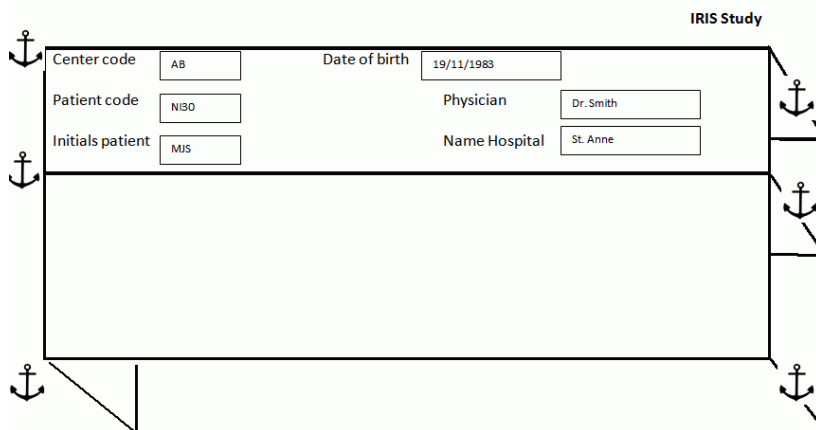 IRIS Study
Center code AB Date of birth 19/11/1983
Patient code NI30 Physician Dr. Smith
Initials patient MJS Name Hospital St. Anne